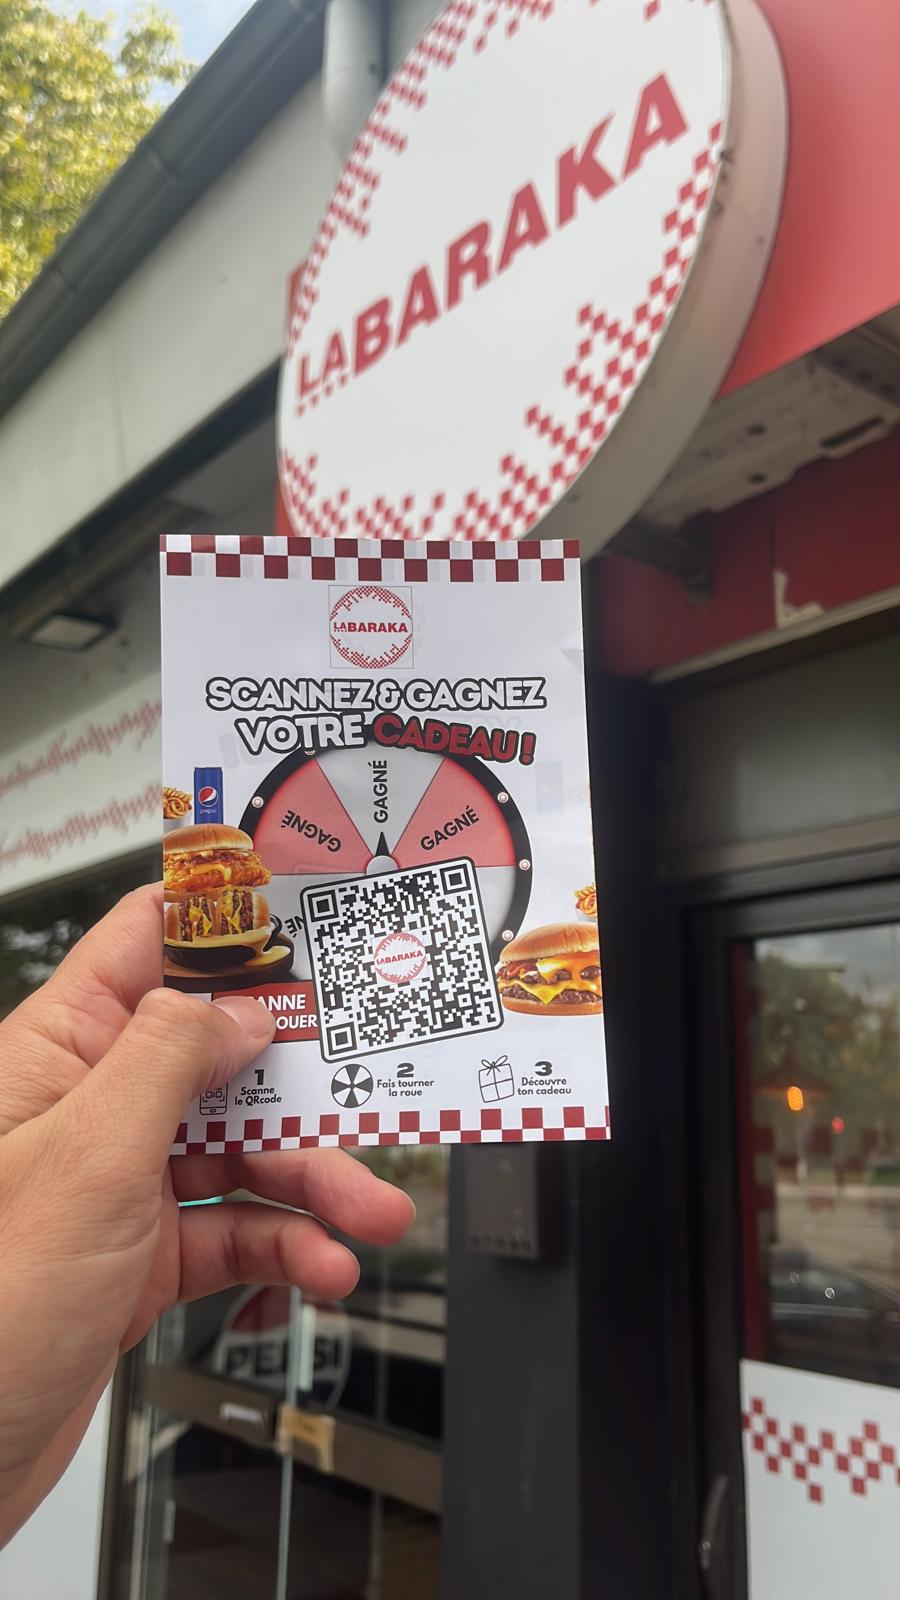 LABARAKA
LABARAKA
SCANNEZ & GAGNEZ
VOTRE CADEAU !
GAGNÉ
GAGNÉ
GAGNÉ
pepsi
LABARAKA
1
Scanne
le QRcode
2
Fais tourner
la roue
3
Découvre
ton cadeau
PEPSI